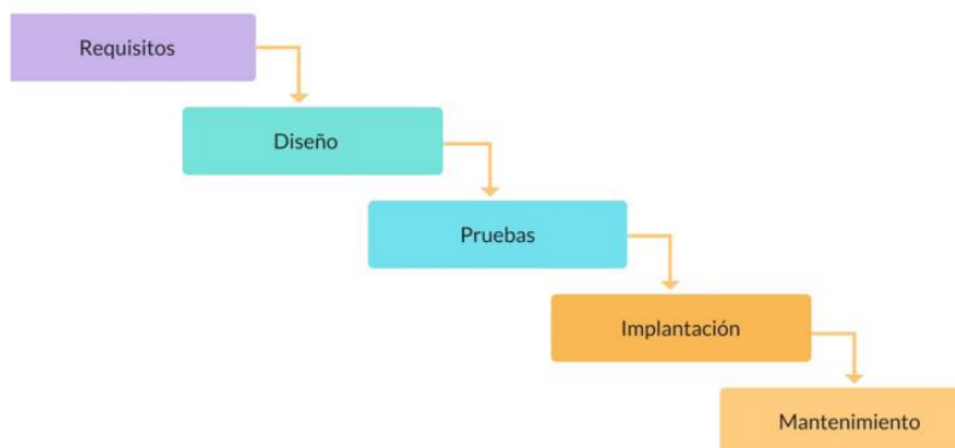 Requisitos
Diseño
Pruebas
Implantación
Mantenimiento